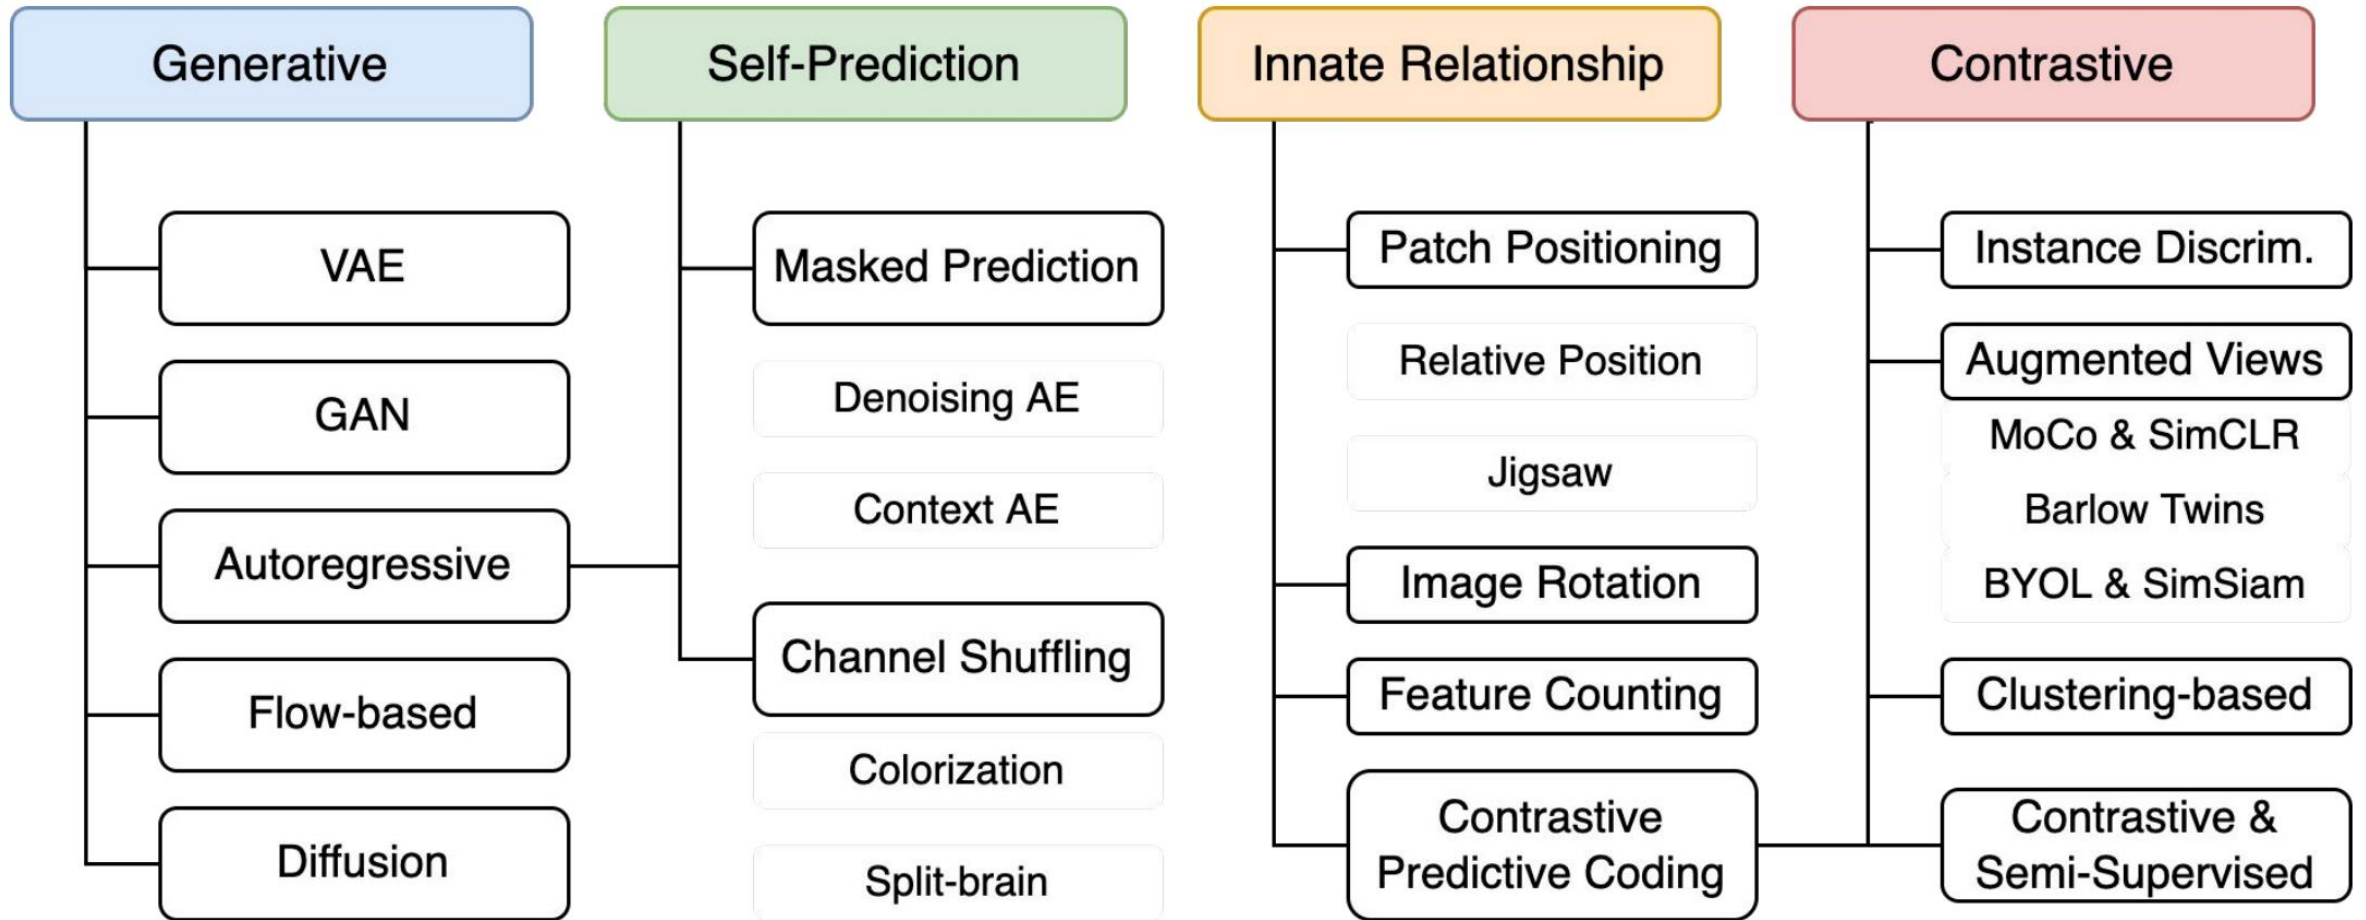 Generative
VAE
GAN
Autoregressive
Flow-based
Diffusion
Self-Prediction
Masked Prediction
Denoising AE
Context AE
Channel Shuffling
Colorization
Split-brain
Innate Relationship
Patch Positioning
Relative Position
Jigsaw
Image Rotation
Feature Counting
Contrastive
Predictive Coding
Contrastive
Instance Discrim.
Augmented Views
MoCo & SimCLR
Barlow Twins
BYOL & SimSiam
Clustering-based
Contrastive &
Semi-Supervised